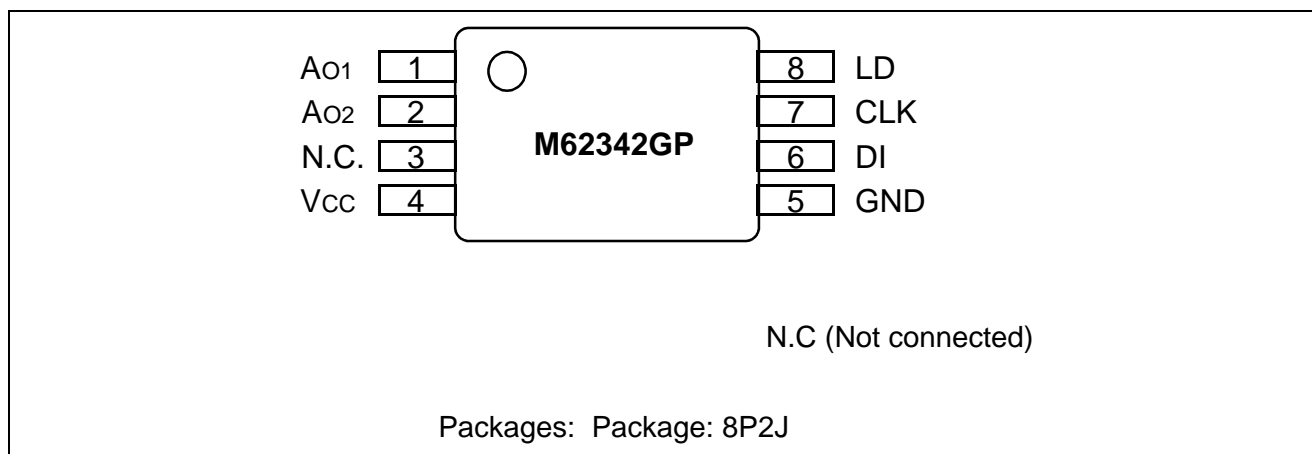 AO1 1 8 LD
AO2 2 7 CLK
M62342GP
N.C. 3 6 DI
VCC 4 5 GND
N.C (Not connected)
Packages: Package: 8P2J